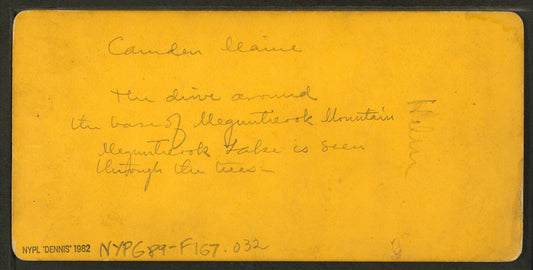 Camden Maine
The drive around
the base of Megunticook Mountain
Megunticook Lake is seen
through the trees—
Helen
NYPL 'DENNIS' 1982 NYPG89-F167.032